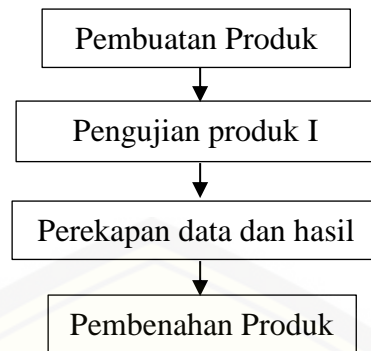 Pembuatan Produk
Pengujian produk I
Perekapan data dan hasil
Pembenahan Produk